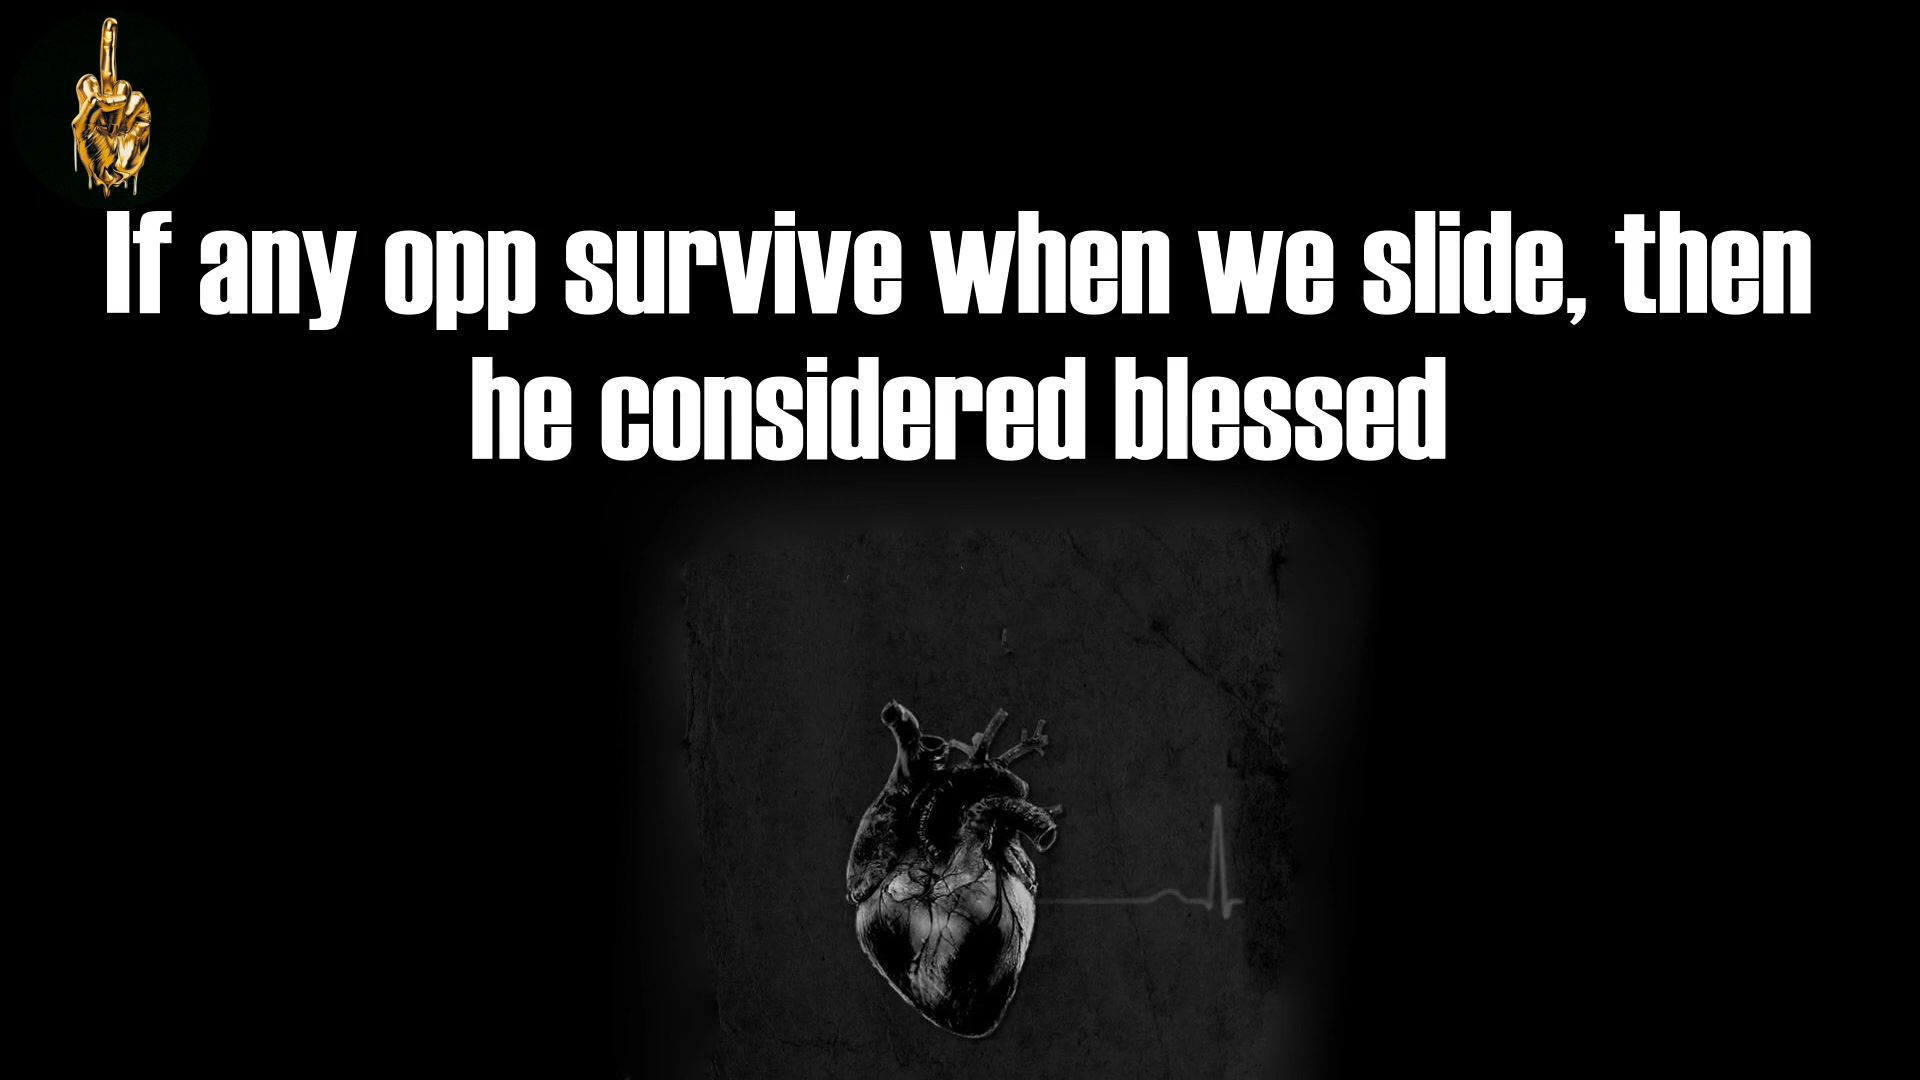 If any opp survive when we slide, then
he considered blessed